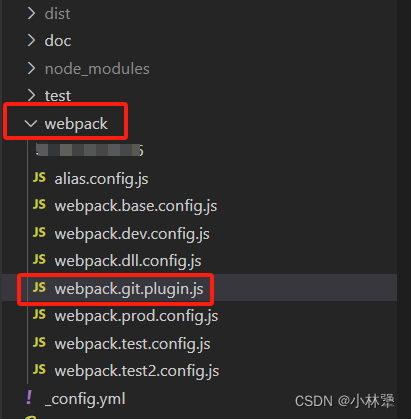 dist
doc
node_modules
test
webpack
JS alias.config.js
JS webpack.base.config.js
JS webpack.dev.config.js
JS webpack.dll.config.js
JS webpack.git.plugin.js
JS webpack.prod.config.js
JS webpack.test.config.js
JS webpack.test2.config.js
! _config.yml
CSDN @小林犟